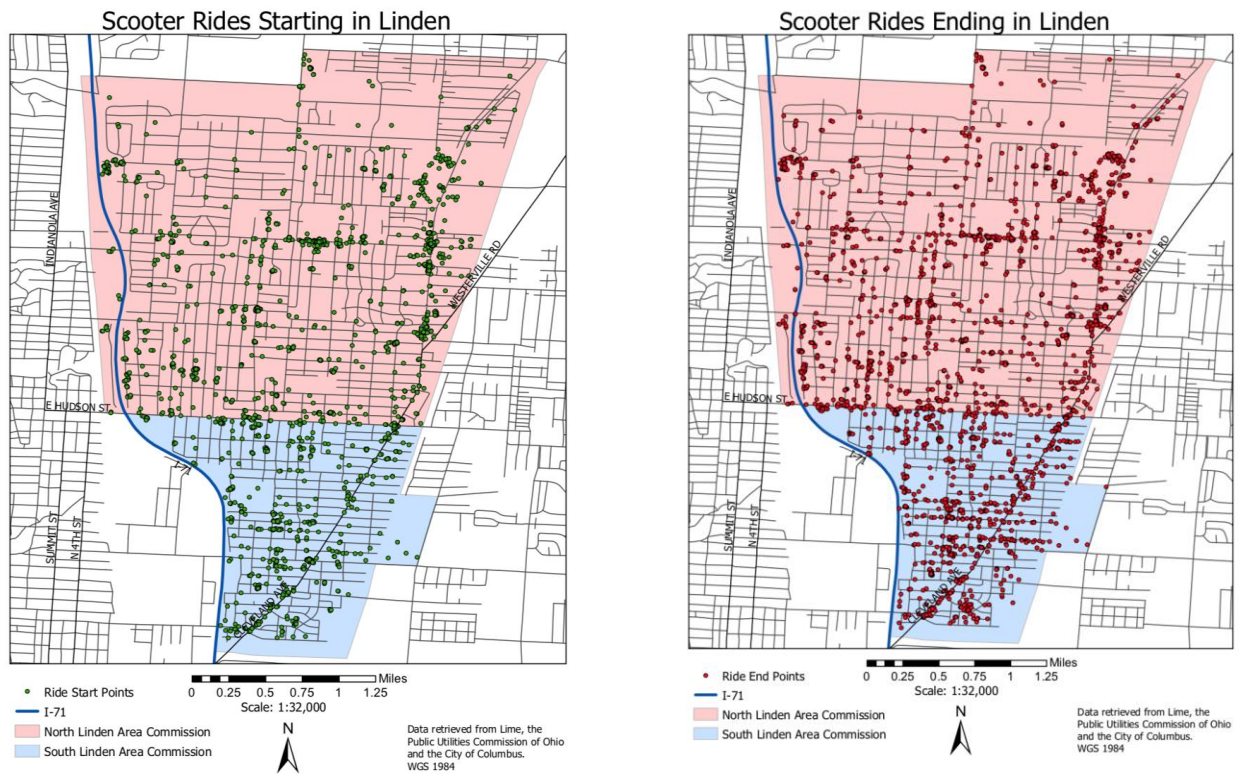 Scooter Rides Starting in Linden
INDIANOLA AVE
WESTERVILLE RD
E HUDSON ST
I-71
SUMMIT ST
N 4TH ST
CLEVELAND AVE
Ride Start Points
I-71
North Linden Area Commission
South Linden Area Commission
0 0.25 0.5 0.75 1 1.25 Miles
Scale: 1:32,000
N
Data retrieved from Lime, the
Public Utilities Commission of Ohio
and the City of Columbus.
WGS 1984
Scooter Rides Ending in Linden
INDIANOLA AVE
WESTERVILLE RD
E HUDSON ST
I-71
SUMMIT ST
N 4TH ST
CLEVELAND AVE
Ride End Points
I-71
North Linden Area Commission
South Linden Area Commission
0 0.25 0.5 0.75 1 1.25 Miles
Scale: 1:32,000
N
Data retrieved from Lime, the
Public Utilities Commission of Ohio
and the City of Columbus.
WGS 1984